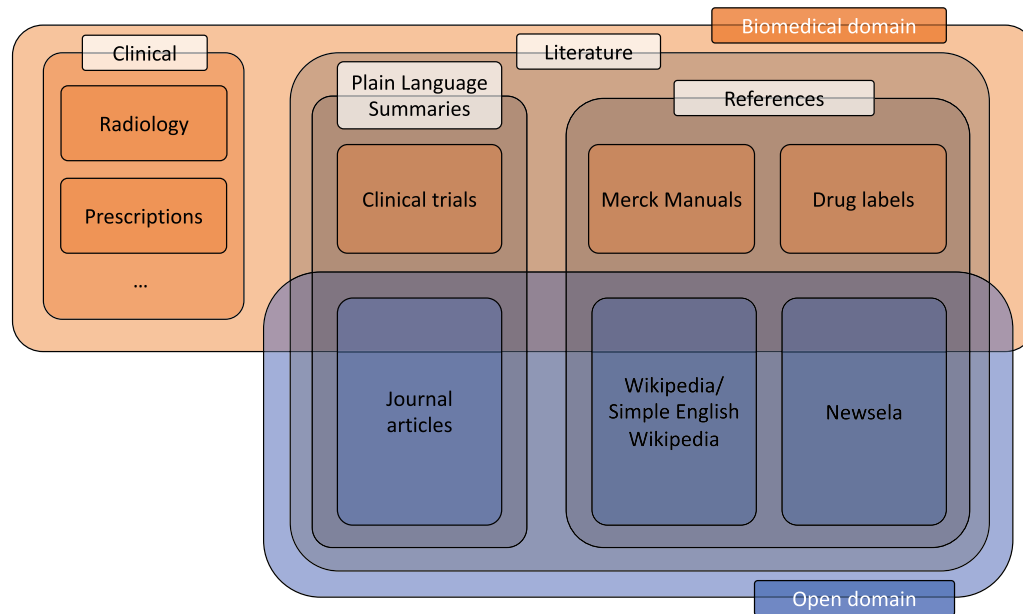 Biomedical domain
Clinical
Literature
Plain Language
Summaries
References
Radiology
Prescriptions
...
Clinical trials
Merck Manuals
Drug labels
Journal
articles
Wikipedia/
Simple English
Wikipedia
Newsela
Open domain